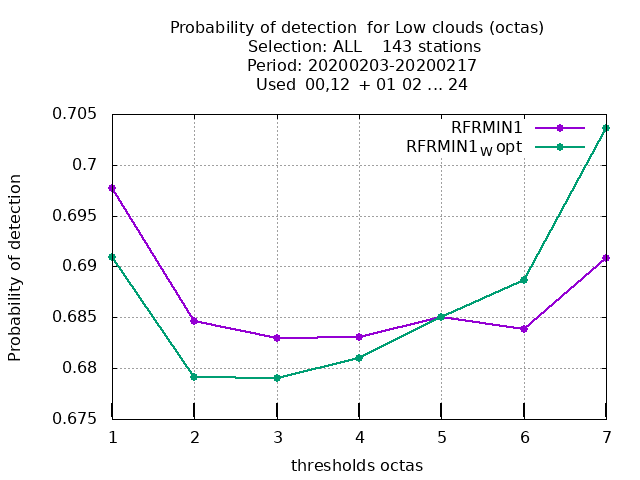 Probability of detection  for Low clouds (octas)
Selection: ALL    143 stations
Period: 20200203-20200217
Used  00,12  + 01 02 ... 24
RFRMIN1
RFRMIN1_W opt
0.705
0.7
0.695
0.69
0.685
0.68
0.675
Probability of detection
1 2 3 4 5 6 7
thresholds octas